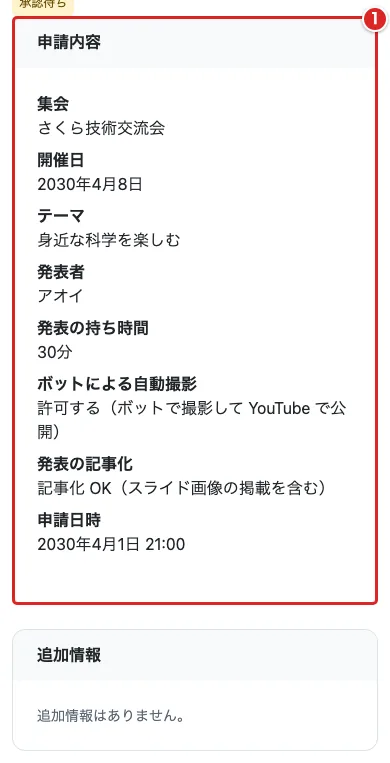 承認待ち
1
申請内容
集会
さくら技術交流会
開催日
2030年4月8日
テーマ
身近な科学を楽しむ
発表者
アオイ
発表の持ち時間
30分
ボットによる自動撮影
許可する（ボットで撮影して YouTube で公
開）
発表の記事化
記事化 OK（スライド画像の掲載を含む）
申請日時
2030年4月1日 21:00
追加情報
追加情報はありません。